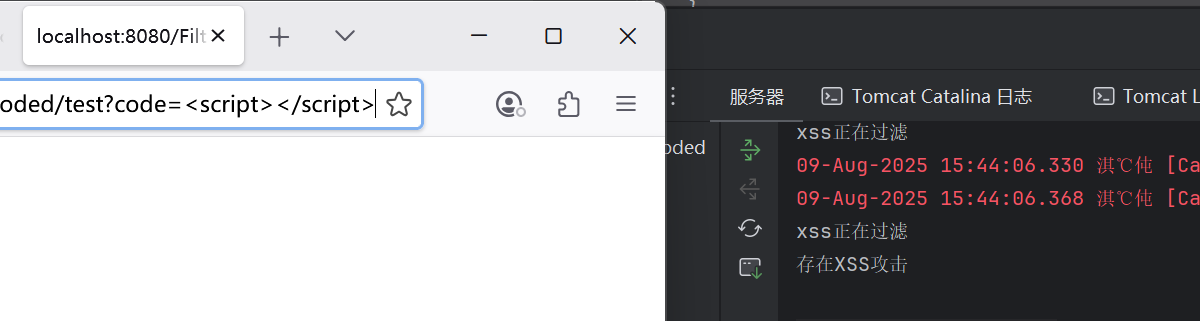 localhost:8080/Filt
oded/test?code=<script></script>
服务器
Tomcat Catalina 日志
Tomcat L
oded
xss正在过滤
09-Aug-2025 15:44:06.330 淇℃伅 [Ca
09-Aug-2025 15:44:06.368 淇℃伅 [Ca
xss正在过滤
存在XSS攻击